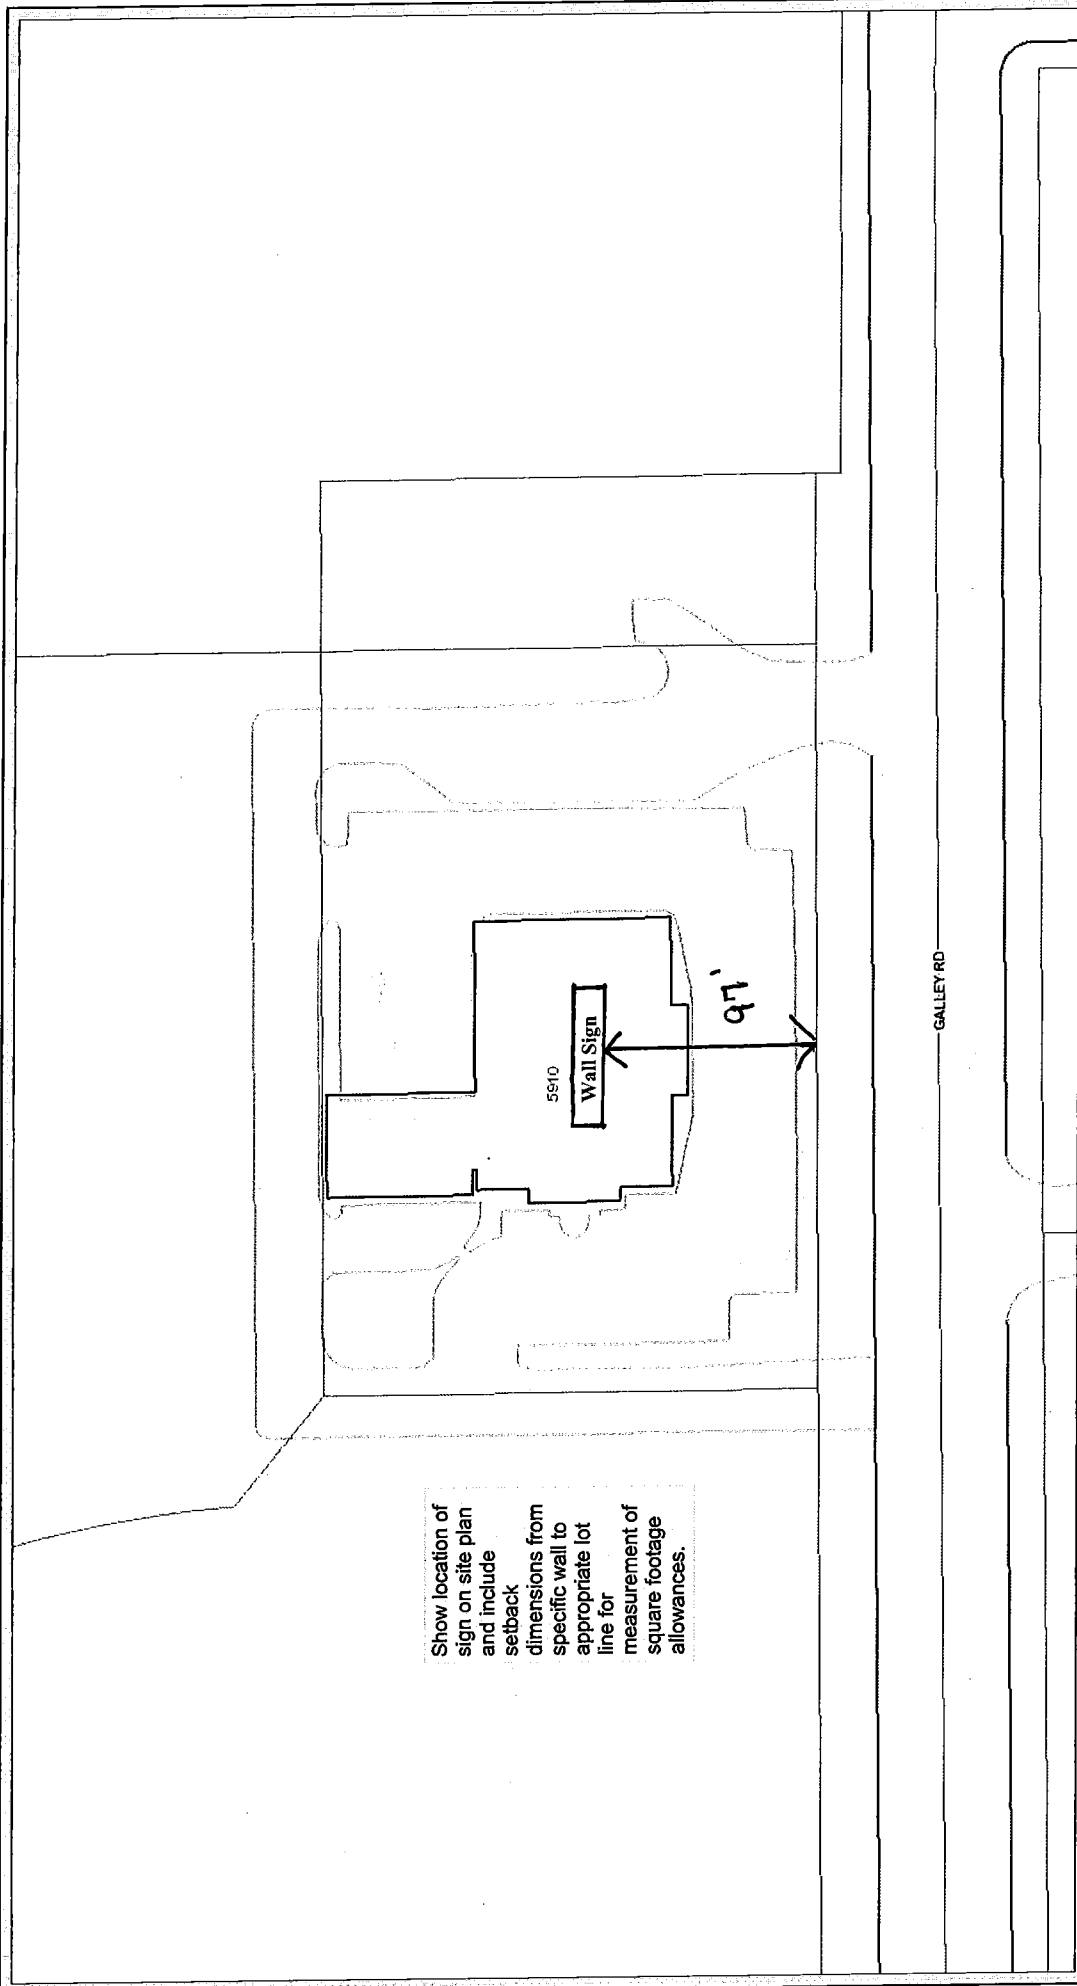 Show location of
sign on site plan
and include
setback
dimensions from
specific wall to
appropriate lot
line for
measurement of
square footage
allowances.
5910
Wall Sign
97'
GALLEY RD